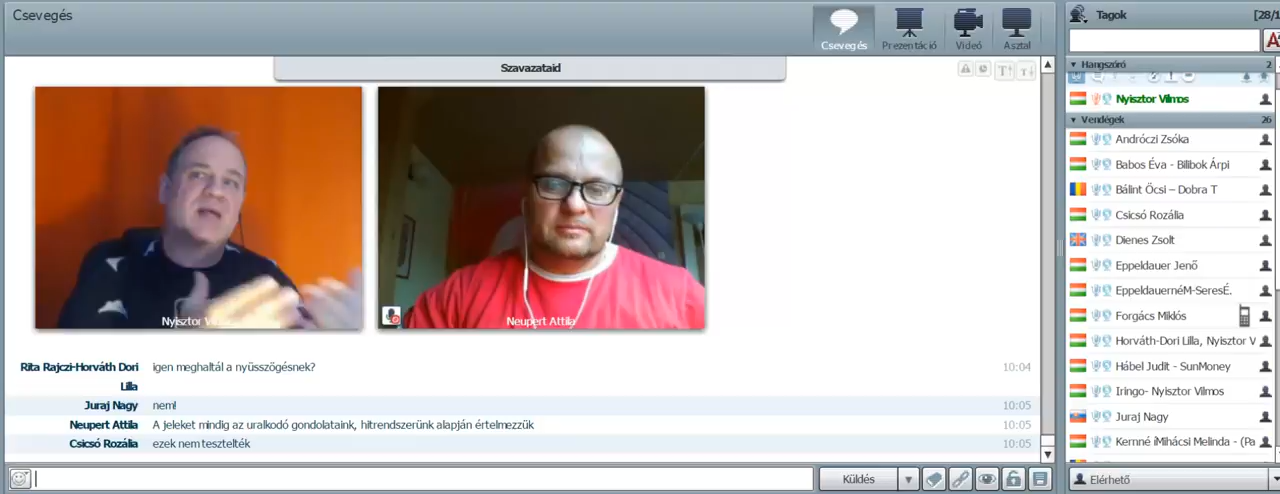 Csevegés
Csevegés
Prezentáció
Videó
Asztal
Szavazataid
Nyisztor
Neupert Attila
Rita Rajczi-Horváth Dori Lilla
igen meghaltál a nyüsszögésnek?
10:04
Juraj Nagy
nem!
10:05
Neupert Attila
A jeleket mindig az uralkodó gondolataink, hitrendszerünk alapján értelmezzük
10:05
Csicsó Rozália
ezek nem tesztelték
10:05
Küldés
Tagok
[28/1
Hangszóró
2
Nyisztor Vilmos
Vendégek
26
Andróczi Zsóka
Babos Éva - Bilibok Árpi
Bálint Öcsi – Dobra T
Csicsó Rozália
Dienes Zsolt
Eppeldauer Jenő
EppeldauernéM-SeresÉ.
Forgács Miklós
Horváth-Dori Lilla, Nyisztor V
Hábel Judit - SunMoney
Iringo- Nyisztor Vilmos
Juraj Nagy
Kernné iMihácsi Melinda - (Pa
Elérhető